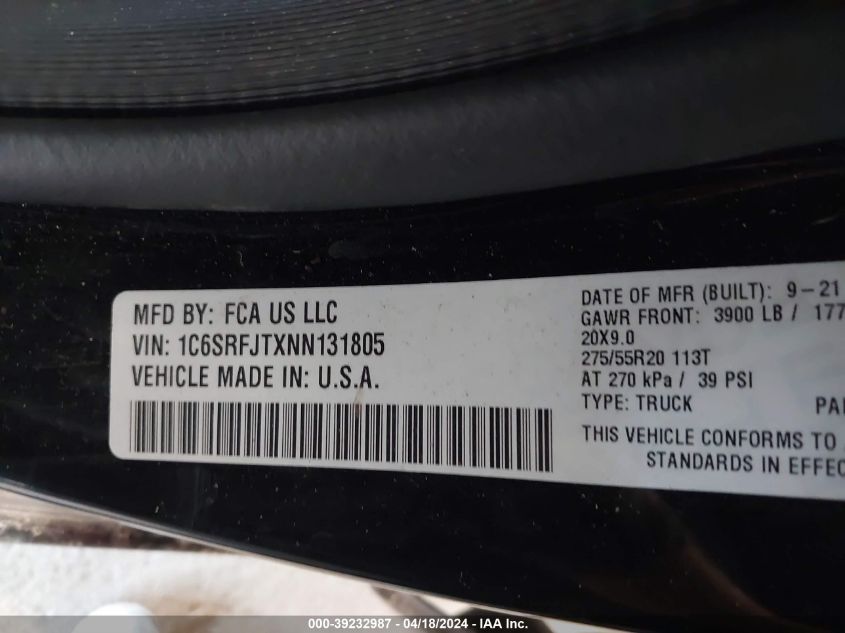 MFD BY: FCA US LLC
VIN: 1C6SRFJTXNN131805
VEHICLE MADE IN: U.S.A.
DATE OF MFR (BUILT): 9-21
GAWR FRONT: 3900 LB / 177
20X9.0
275/55R20 113T
AT 270 kPa / 39 PSI
TYPE: TRUCK PA
THIS VEHICLE CONFORMS TO
STANDARDS IN EFFEC
000-39232987 - 04/18/2024 - IAA Inc.